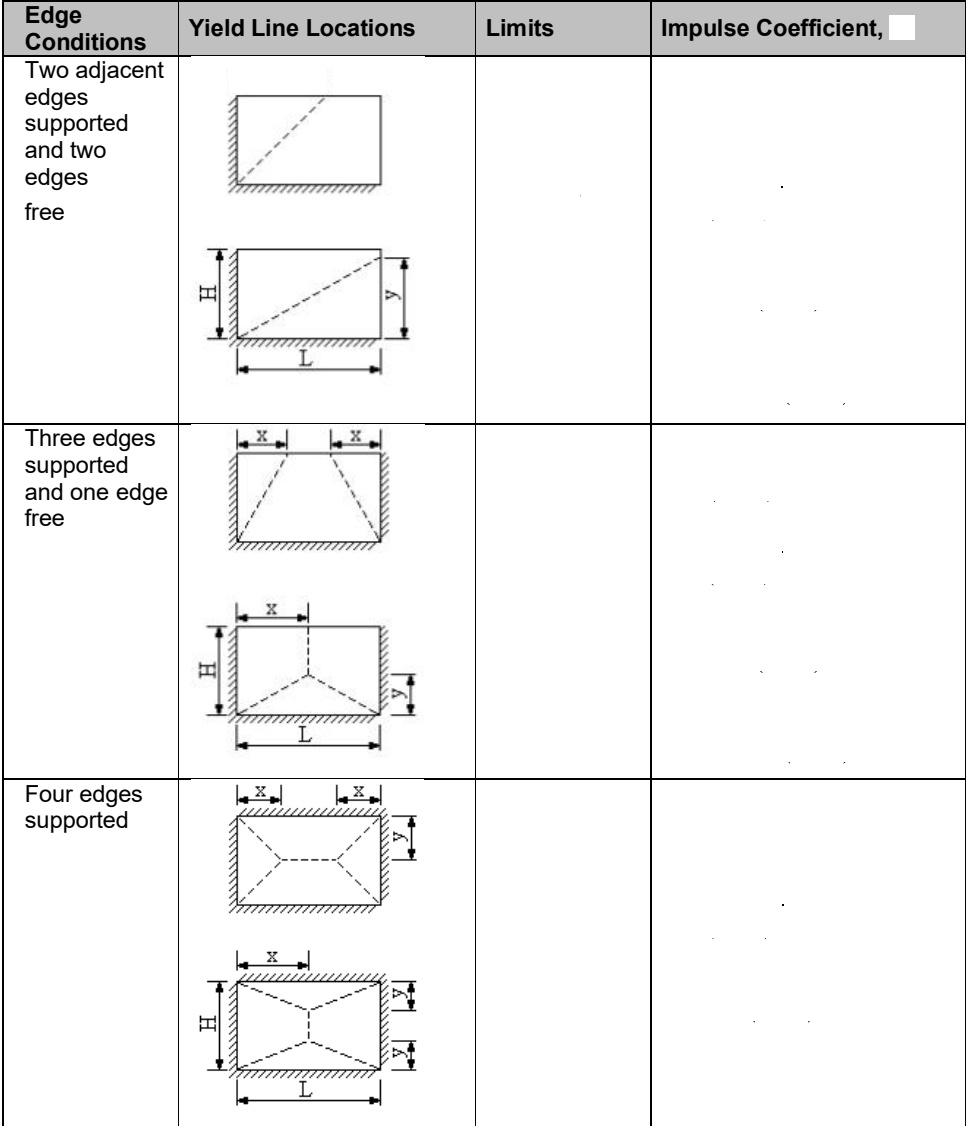 Edge Conditions
Yield Line Locations
Limits
Impulse Coefficient,
Two adjacent
edges
supported
and two
edges
free
H
y
L
Three edges
supported
and one edge
free
x x
x
H
y
L
Four edges
supported
x x
y
x
y
H
y
L